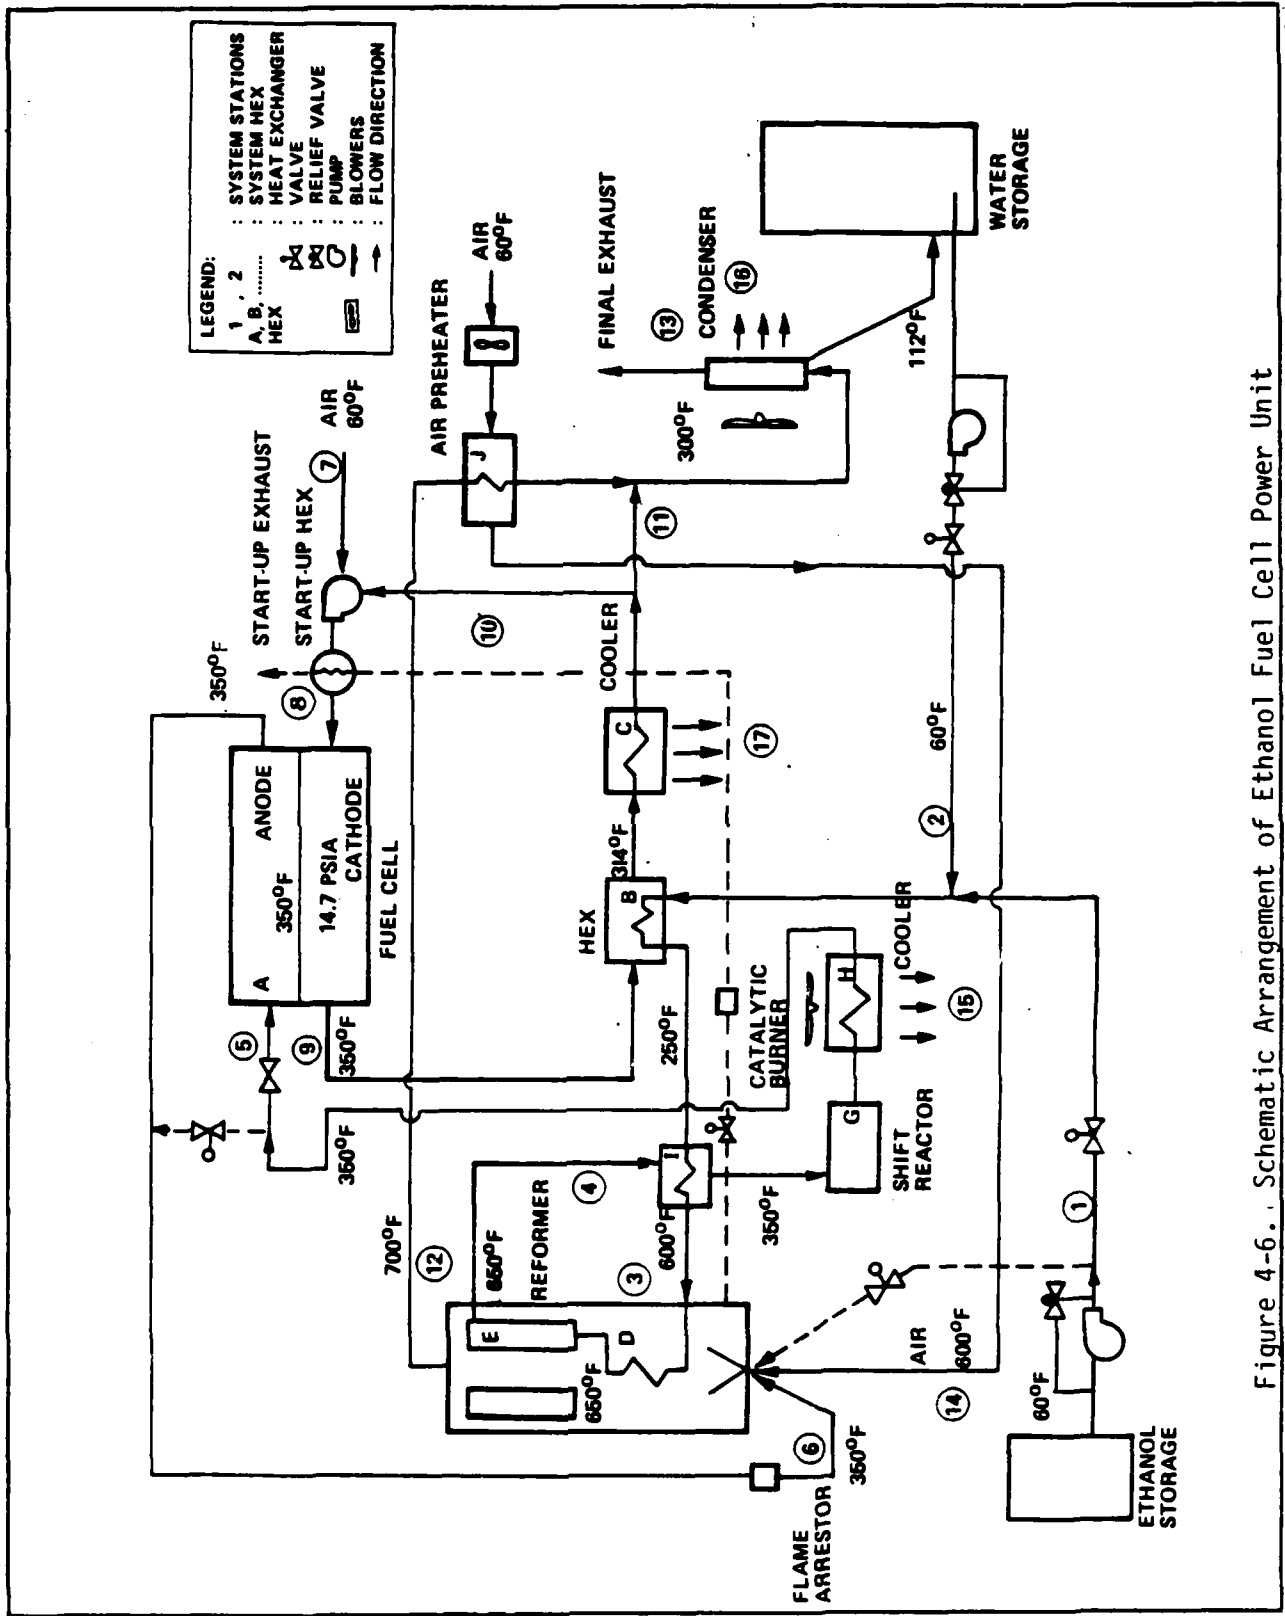 LEGEND:
1 , 2 : SYSTEM STATIONS
A, B, ........ : SYSTEM HEX
HEX : HEAT EXCHANGER
: VALVE
: RELIEF VALVE
: PUMP
: BLOWERS
: FLOW DIRECTION
350°F
START-UP EXHAUST
START-UP HEX
7
AIR
60°F
8
A
ANODE
350°F
14.7 PSIA
CATHODE
FUEL CELL
5
9
350°F
350°F
10
AIR PREHEATER
J
AIR
60°F
FINAL EXHAUST
13
CONDENSER
16
300°F
11
112°F
WATER
STORAGE
COOLER
C
17
314°F
HEX
B
250°F
60°F
2
CATALYTIC
BURNER
H
COOLER
15
G
SHIFT
REACTOR
I
4
350°F
600°F
3
700°F
12
650°F
REFORMER
E
D
650°F
AIR
600°F
14
6
350°F
FLAME
ARRESTOR
1
60°F
ETHANOL
STORAGE
Figure 4-6. Schematic Arrangement of Ethanol Fuel Cell Power Unit